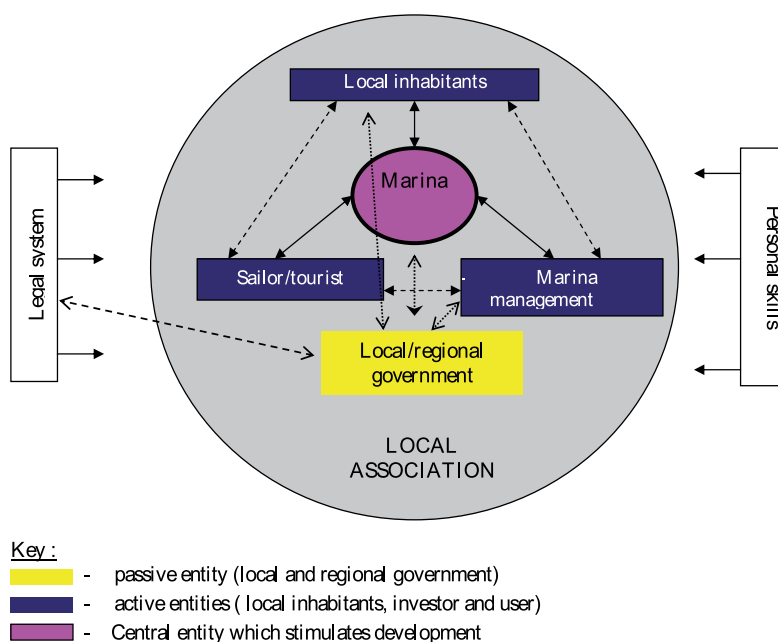 Local inhabitants
Marina
Legal system
Personal skills
Sailor/tourist
- Marina
management
Local/regional
government
LOCAL
ASSOCIATION
Key :
- passive entity (local and regional government)
- active entities ( local inhabitants, investor and user)
- Central entity which stimulates development